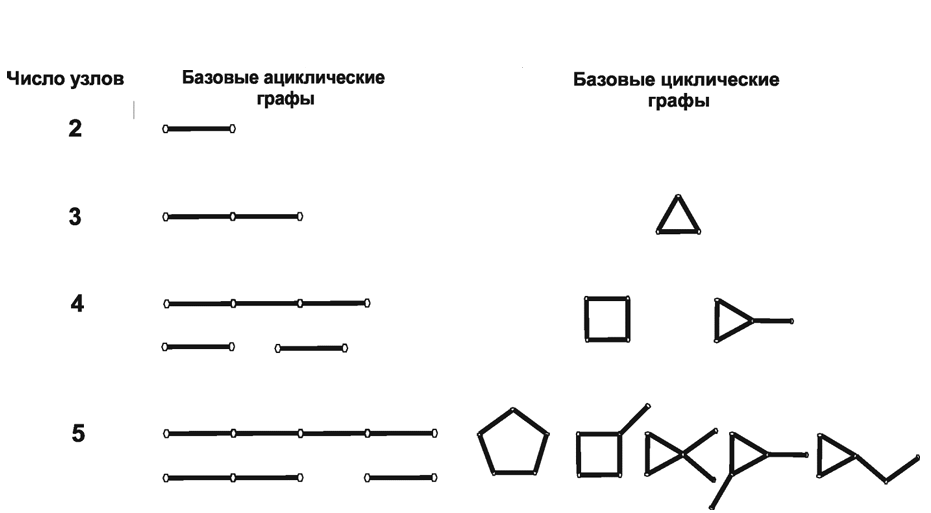 Число узлов
Базовые ациклические
графы
Базовые циклические
графы
2
3
4
5